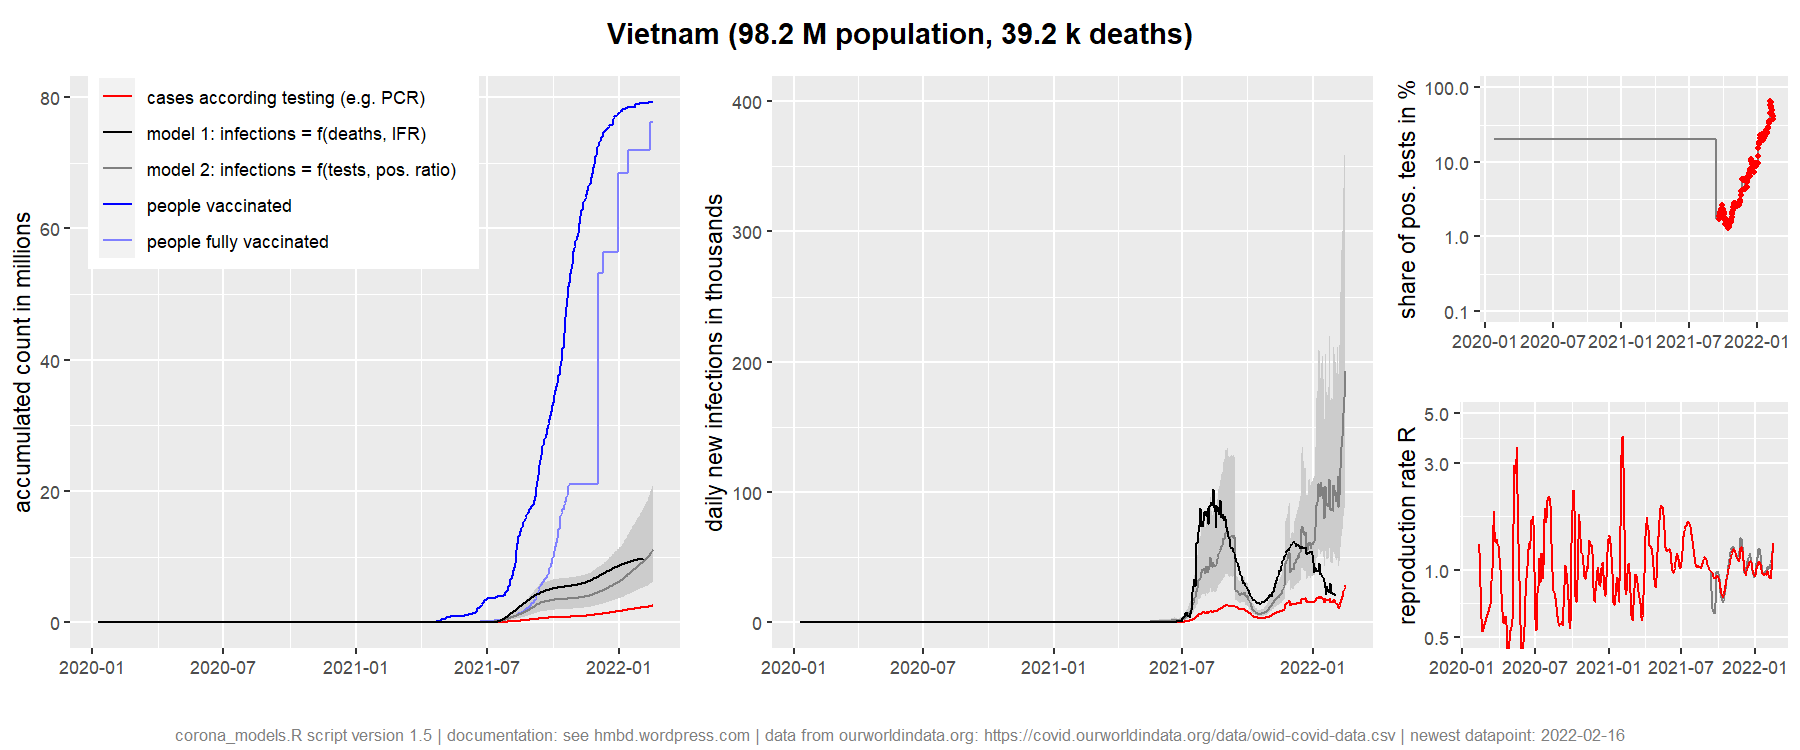 Vietnam (98.2 M population, 39.2 k deaths)
accumulated count in millions
80
60
40
20
0
cases according testing (e.g. PCR)
model 1: infections = f(deaths, IFR)
model 2: infections = f(tests, pos. ratio)
people vaccinated
people fully vaccinated
2020-01 2020-07 2021-01 2021-07 2022-01
daily new infections in thousands
400
300
200
100
0
2020-01 2020-07 2021-01 2021-07 2022-01
share of pos. tests in %
100.0
10.0
1.0
0.1
2020-01 2020-07 2021-01 2021-07 2022-01
reproduction rate R
5.0
3.0
1.0
0.5
2020-01 2020-07 2021-01 2021-07 2022-01
corona_models.R script version 1.5 | documentation: see hmbd.wordpress.com | data from ourworldindata.org: https://covid.ourworldindata.org/data/owid-covid-data.csv | newest datapoint: 2022-02-16